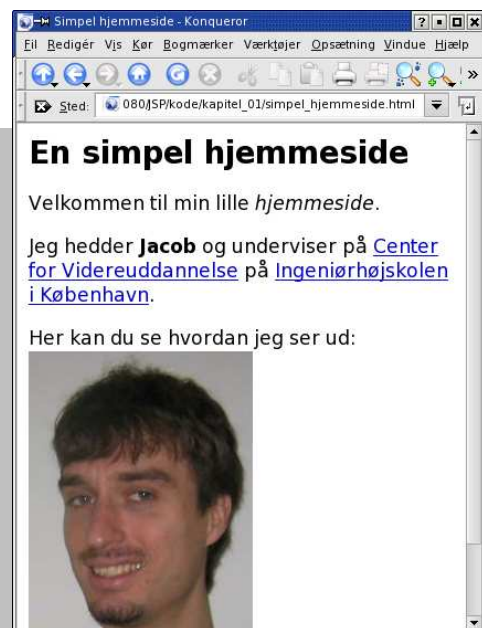 Simpel hjemmeside - Konqueror
Fil Redigér Vis Kør Bogmærker Værktøjer Opsætning Vindue Hjælp
Sted: 080/JSP/kode/kapitel_01/simpel_hjemmeside.html
En simpel hjemmeside
Velkommen til min lille hjemmeside.
Jeg hedder Jacob og underviser på Center
for Videreuddannelse på Ingeniørhøjskolen
i København.
Her kan du se hvordan jeg ser ud: